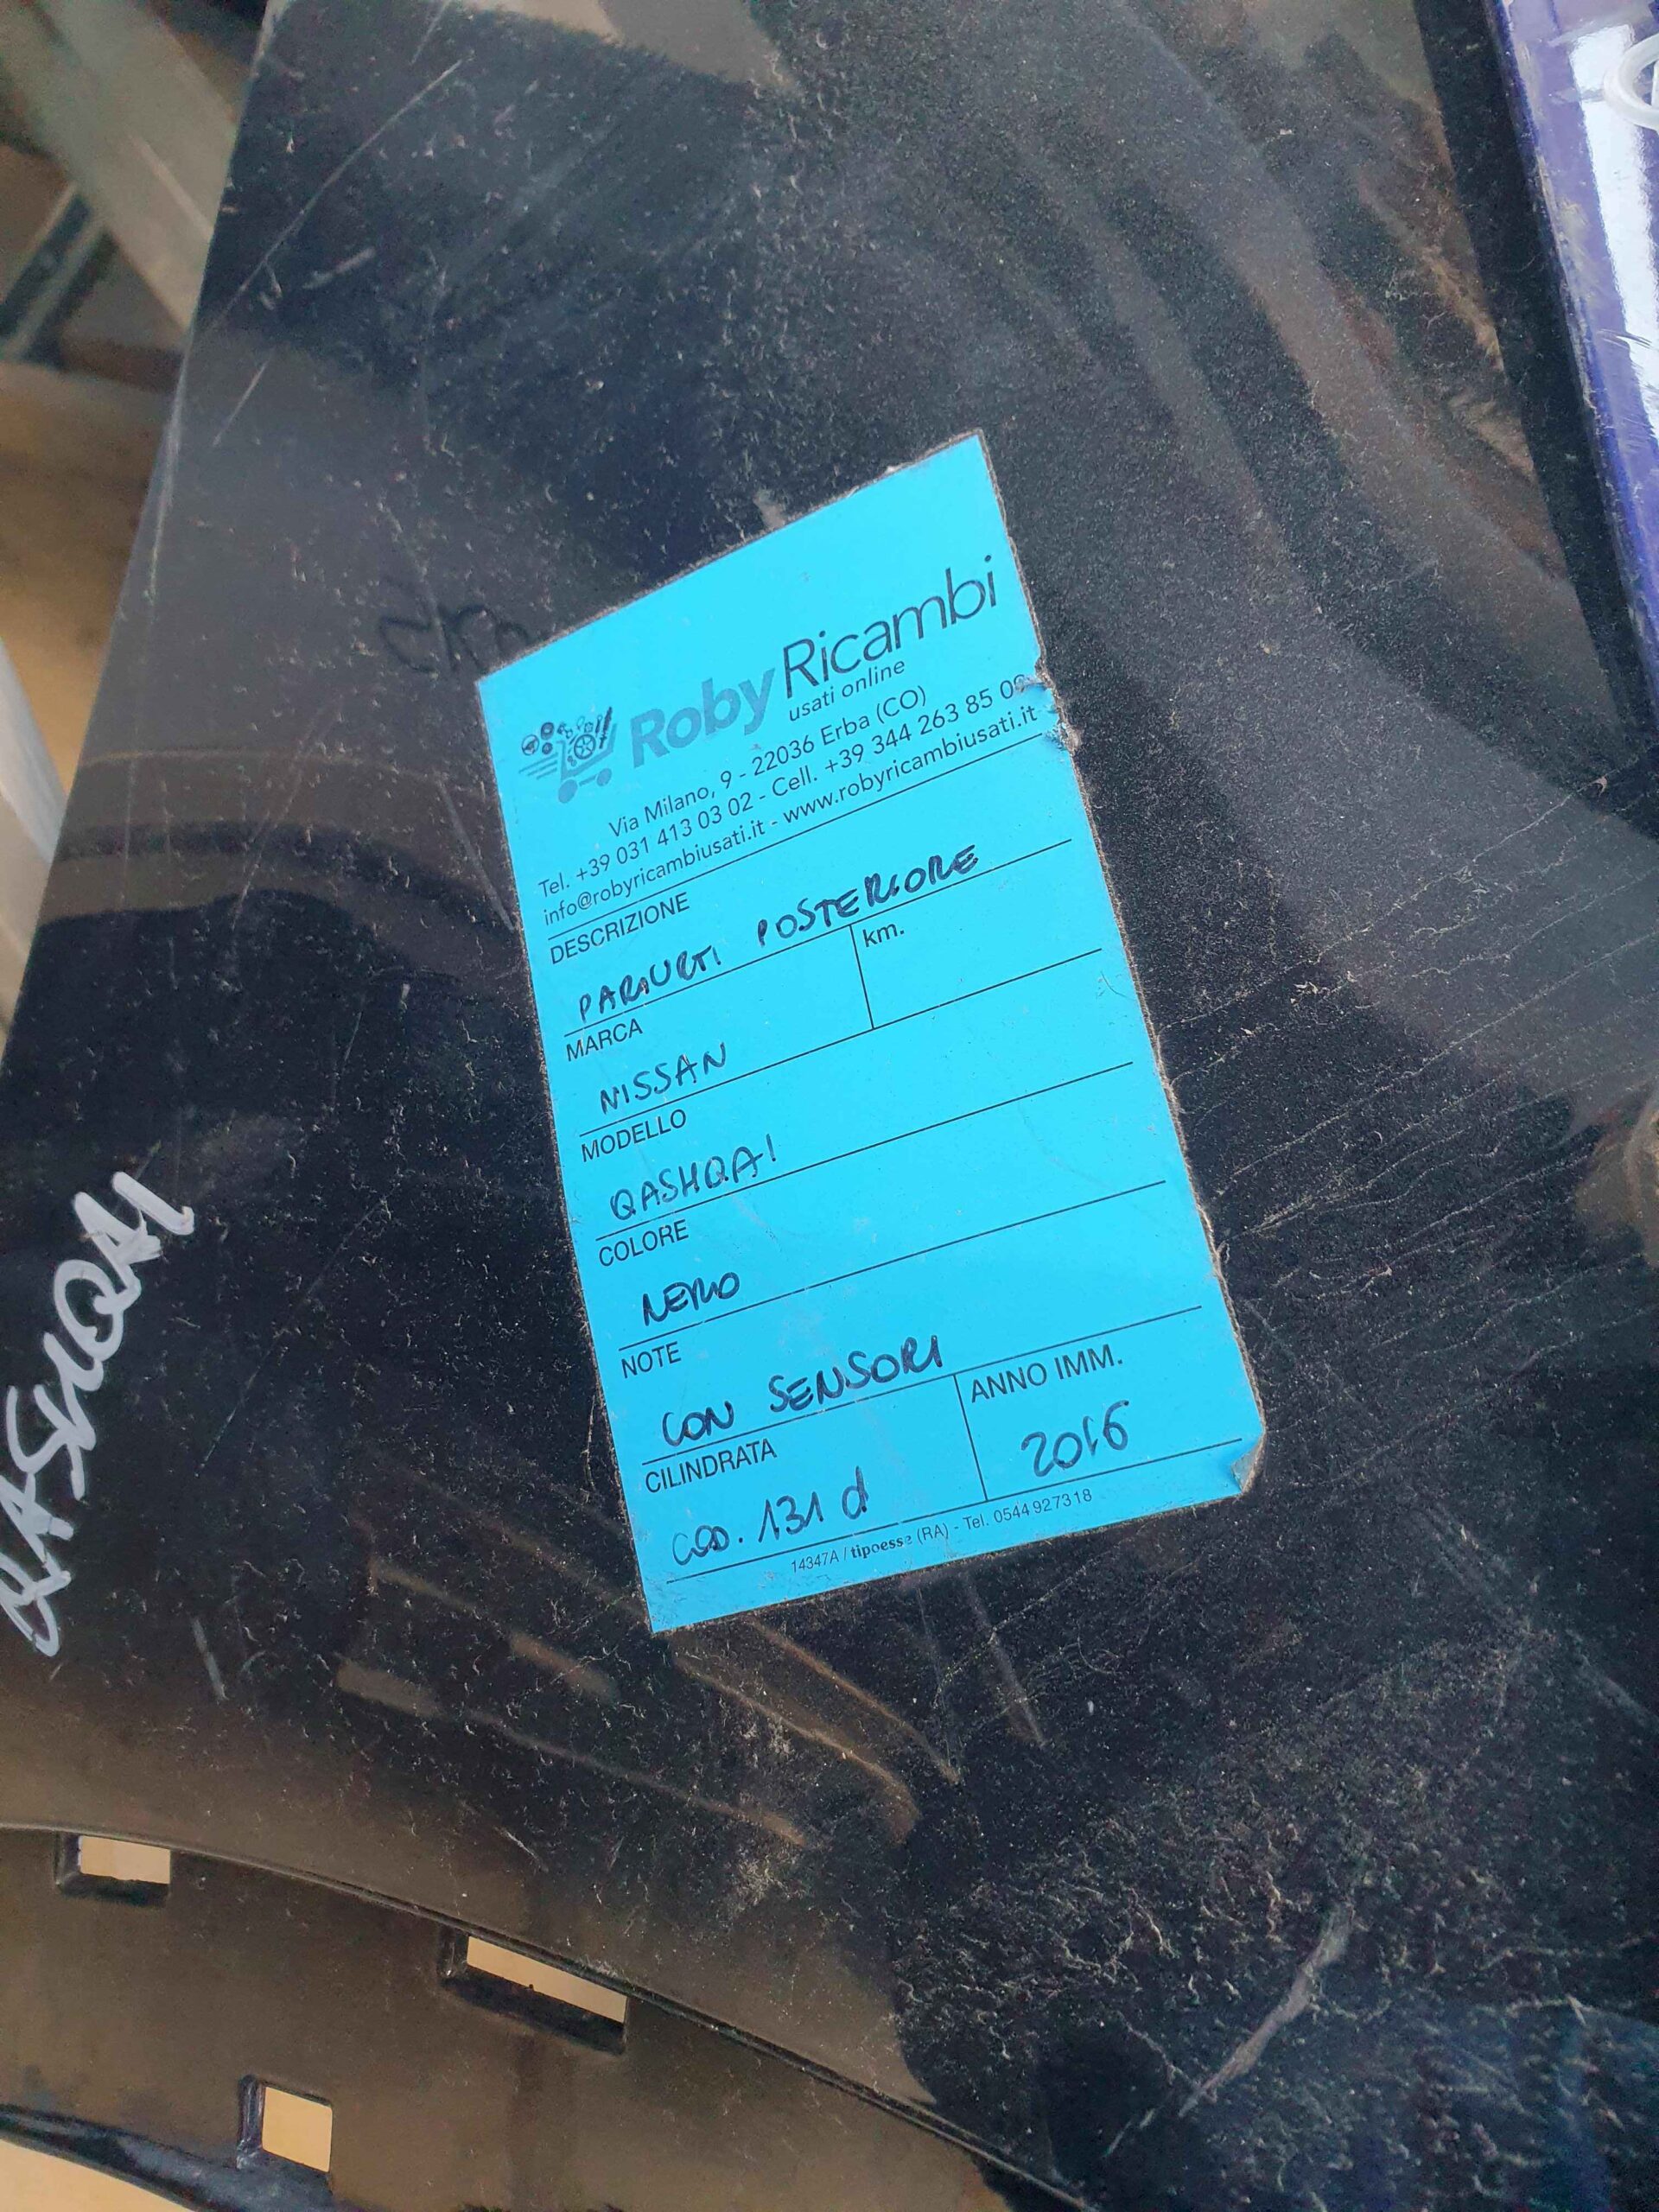 Roby Ricambi
usati online
Via Milano, 9 - 22036 Erba (CO)
Tel. +39 031 413 03 02 - Cell. +39 344 263 85 09
info@robyricambiusati.it - www.robyricambiusati.it
DESCRIZIONE
PARAURTI POSTERIORE
MARCA
km.
NISSAN
MODELLO
QASHQAI
COLORE
NERO
NOTE
CON SENSORI
CILINDRATA
ANNO IMM.
COD. 131 d
2016
14347A / tipoesse (RA) - Tel. 0544 927318
QASHQAI